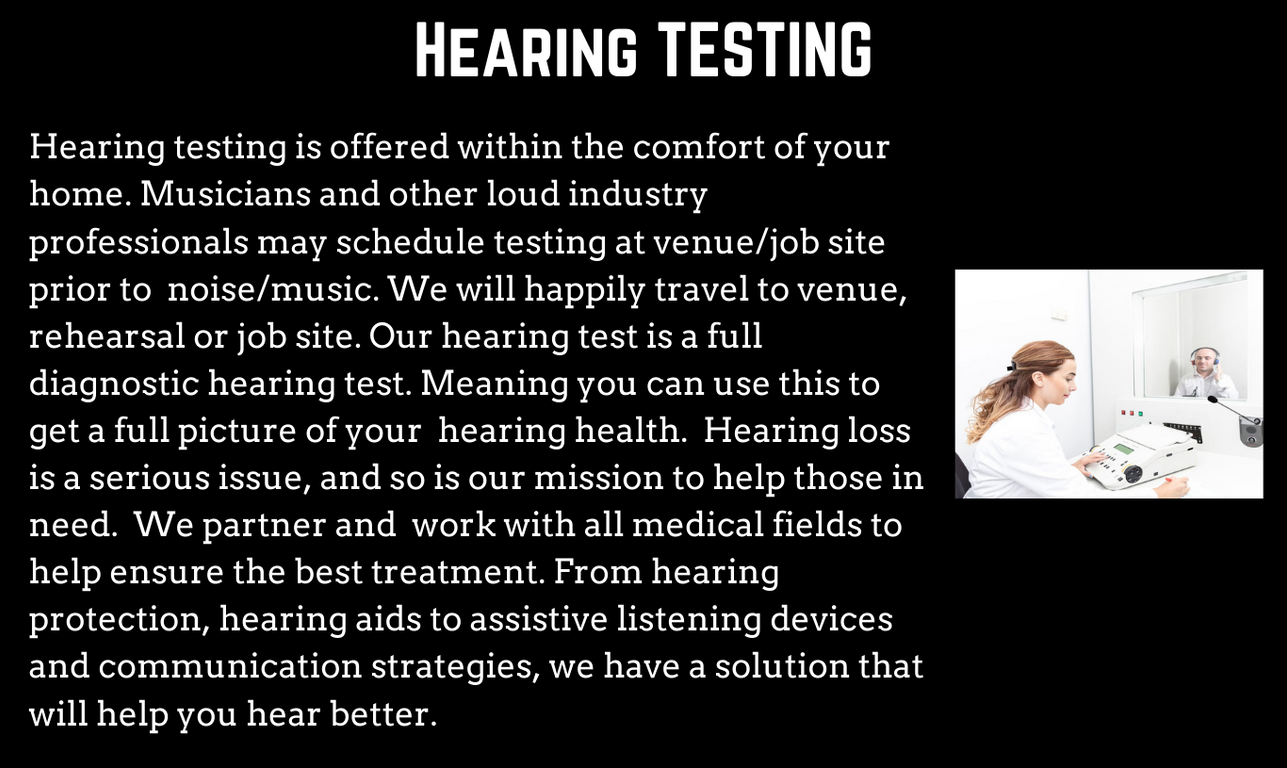 Hearing TESTING
Hearing testing is offered within the comfort of your
home. Musicians and other loud industry
professionals may schedule testing at venue/job site
prior to  noise/music. We will happily travel to venue,
rehearsal or job site. Our hearing test is a full
diagnostic hearing test. Meaning you can use this to
get a full picture of your  hearing health.  Hearing loss
is a serious issue, and so is our mission to help those in
need.  We partner and  work with all medical fields to
help ensure the best treatment. From hearing
protection, hearing aids to assistive listening devices
and communication strategies, we have a solution that
will help you hear better.